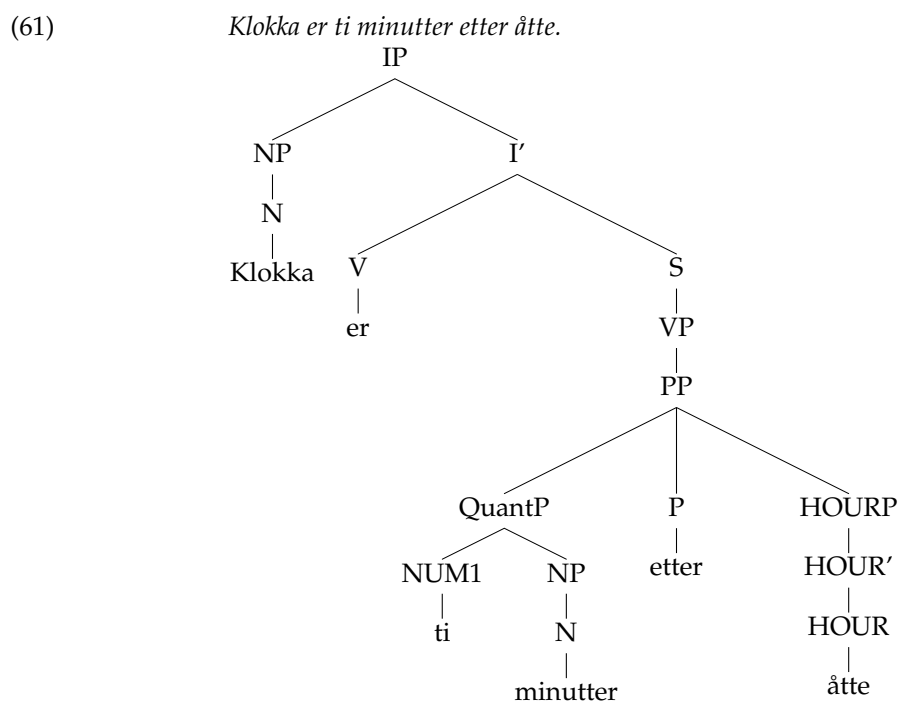 (61) Klokka er ti minutter etter åtte.
IP
NP I'
N
Klokka V S
er VP
PP
QuantP P HOURP
NUM1 NP etter HOUR'
ti N HOUR
minutter åtte